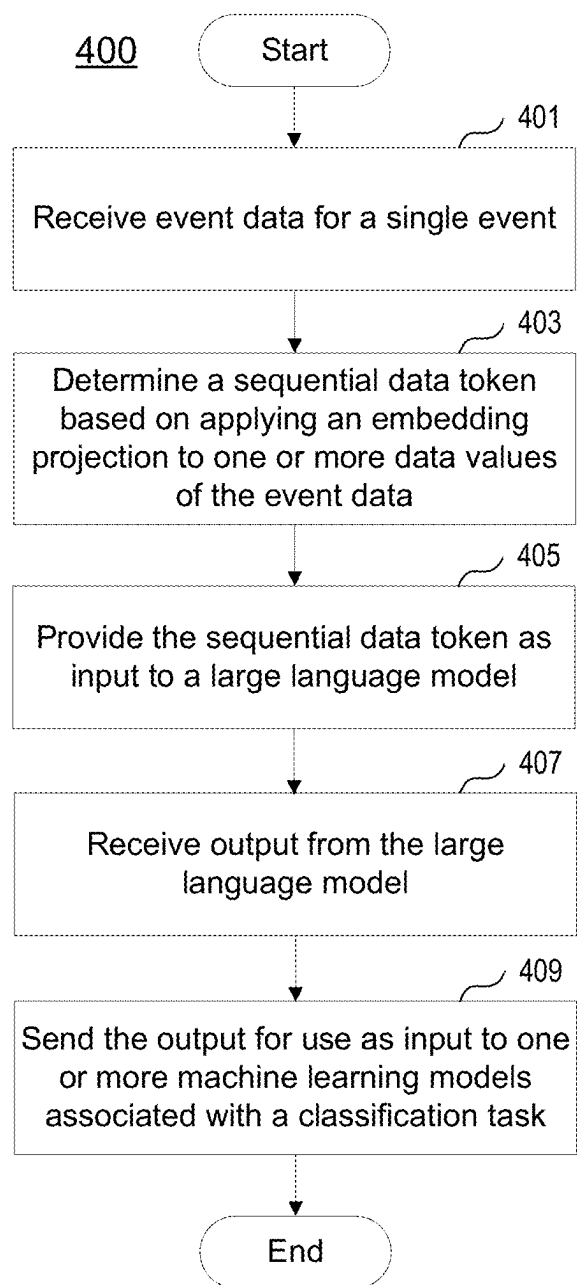 400
Start
401
Receive event data for a single event
403
Determine a sequential data token
based on applying an embedding
projection to one or more data values
of the event data
405
Provide the sequential data token as
input to a large language model
407
Receive output from the large
language model
409
Send the output for use as input to one
or more machine learning models
associated with a classification task
End